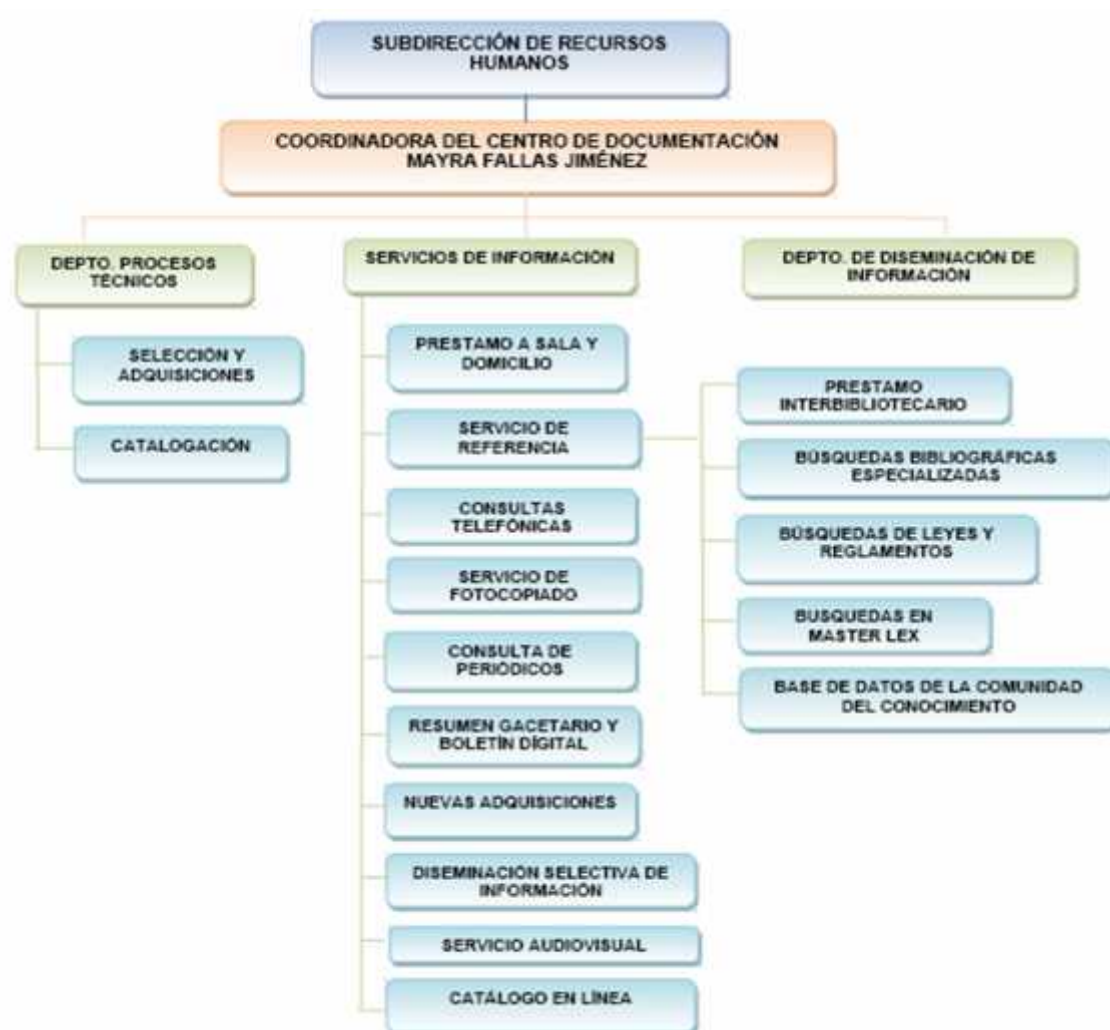 SUBDIRECCIÓN DE RECURSOS
HUMANOS
COORDINADORA DEL CENTRO DE DOCUMENTACIÓN
MAYRA FALLAS JIMÉNEZ
DEPTO. PROCESOS
TÉCNICOS
SELECCIÓN Y
ADQUISICIONES
CATALOGACIÓN
SERVICIOS DE INFORMACIÓN
PRESTAMO A SALA Y
DOMICILIO
SERVICIO DE
REFERENCIA
CONSULTAS
TELEFÓNICAS
SERVICIO DE
FOTOCOPIADO
CONSULTA DE
PERIÓDICOS
RESUMEN GACETARIO Y
BOLETÍN DÍGITAL
NUEVAS ADQUISICIONES
DISEMINACIÓN SELECTIVA DE
INFORMACIÓN
SERVICIO AUDIOVISUAL
CATÁLOGO EN LÍNEA
DEPTO. DE DISEMINACIÓN DE
INFORMACIÓN
PRESTAMO
INTERBIBLIOTECARIO
BÚSQUEDAS BIBLIOGRÁFICAS
ESPECIALIZADAS
BÚSQUEDAS DE LEYES Y
REGLAMENTOS
BUSQUEDAS EN
MASTER LEX
BASE DE DATOS DE LA COMUNIDAD
DEL CONOCIMIENTO